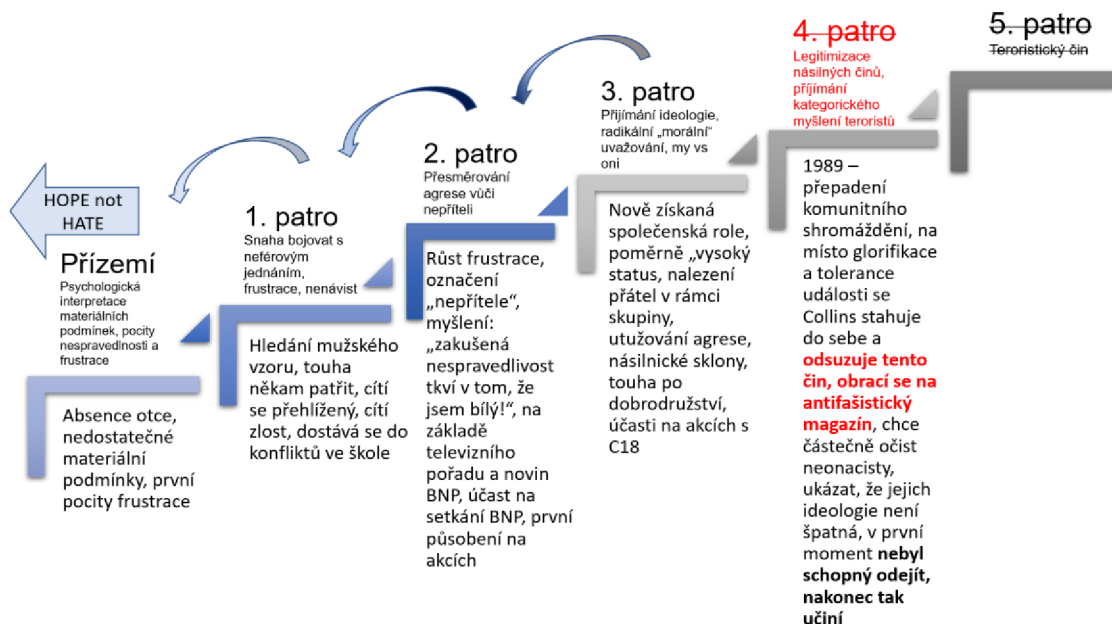 HOPE not
HATE
Přízemí
Psychologická
interpretace
materiálních
podmínek, pocity
nespravedlnosti a
frustrace
Absence otce,
nedostatečné
materiální
podmínky, první
pocity frustrace
1. patro
Snaha bojovat s
neférovým
jednáním,
frustrace, nenávist
Hledání mužského
vzoru, touha
někam patřit, cítí
se přehlížený, cítí
zlost, dostává se do
konfliktů ve škole
2. patro
Přesměrování
agrese vůči
nepříteli
Růst frustrace,
označení
„nepřítele“,
myšlení:
„zakušená
nespravedlivost
tkví v tom, že
jsem bílý!“, na
základě
televizního
pořadu a novin
BNP, účast na
setkání BNP, první
působení na
akcích
3. patro
Přijímání ideologie,
radikální „morální“
uvažování, my vs
oni
Nově získaná
společenská role,
poměrně „vysoký
status, nalezení
přátel v rámci
skupiny,
utužování agrese,
násilnické sklony,
touha po
dobrodružství,
účasti na akcích s
C18
4. patro
Legitimizace
násilných činů,
příjímání
kategorického
myšlení teroristů
1989 –
přepadení
komunitního
shromáždění, na
místo glorifikace
a tolerance
události se
Collins stahuje
do sebe a
odsuzuje tento
čin, obrací se na
antifašistický
magazín, chce
částečně očist
neonacisty,
ukázat, že jejich
ideologie není
špatná, v první
moment nebyl
schopný odejít,
nakonec tak
učiní
5. patro
Teroristický čin